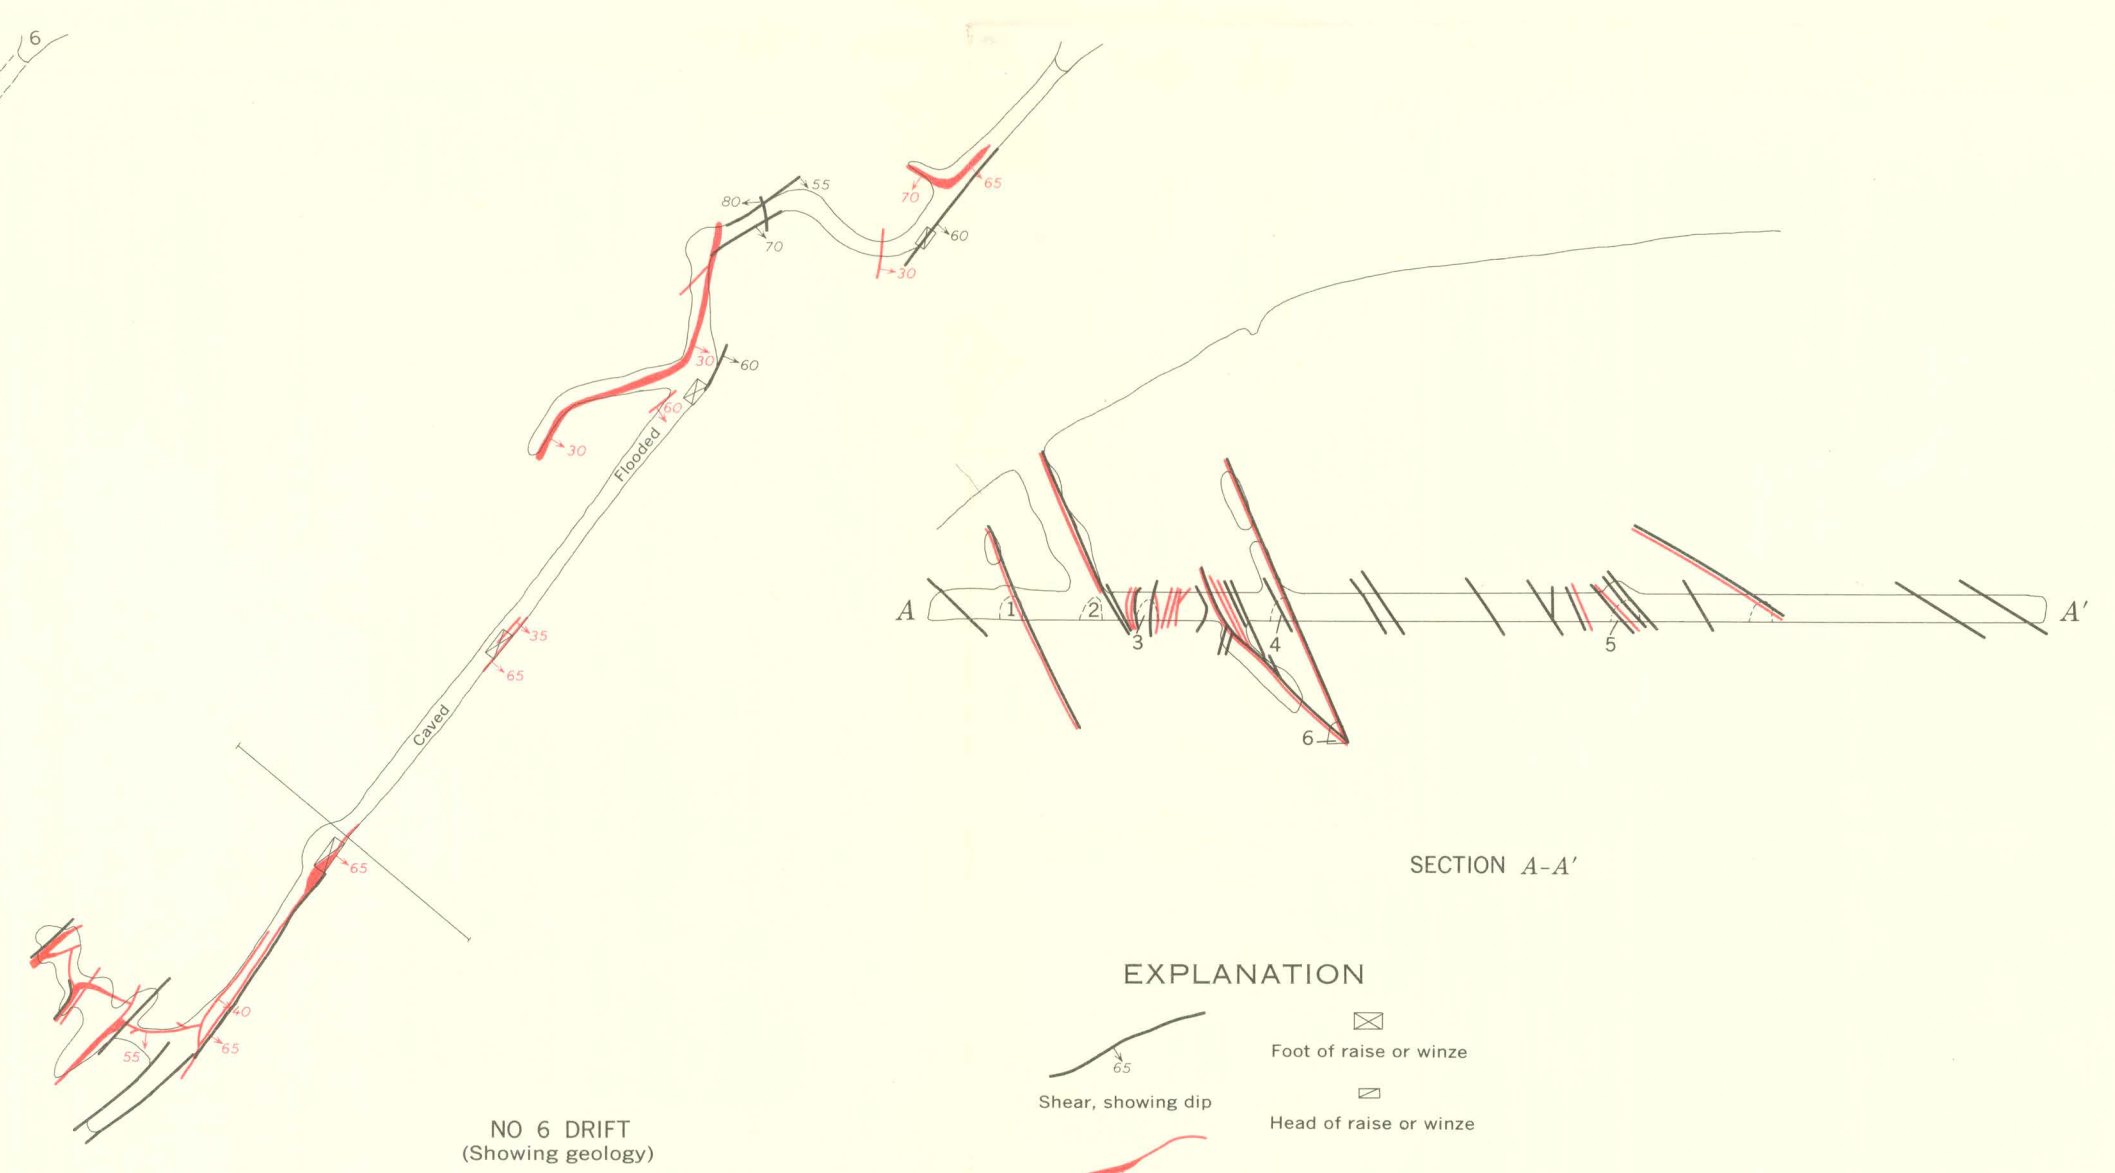 6
55
80
70
70
65
60
30
30
60
60
30
Flooded
35
65
Caved
65
40
65
55
NO 6 DRIFT
(Showing geology)
A
1
2
3
4
5
6
A'
SECTION A-A'
EXPLANATION
65
Shear, showing dip
Foot of raise or winze
Head of raise or winze